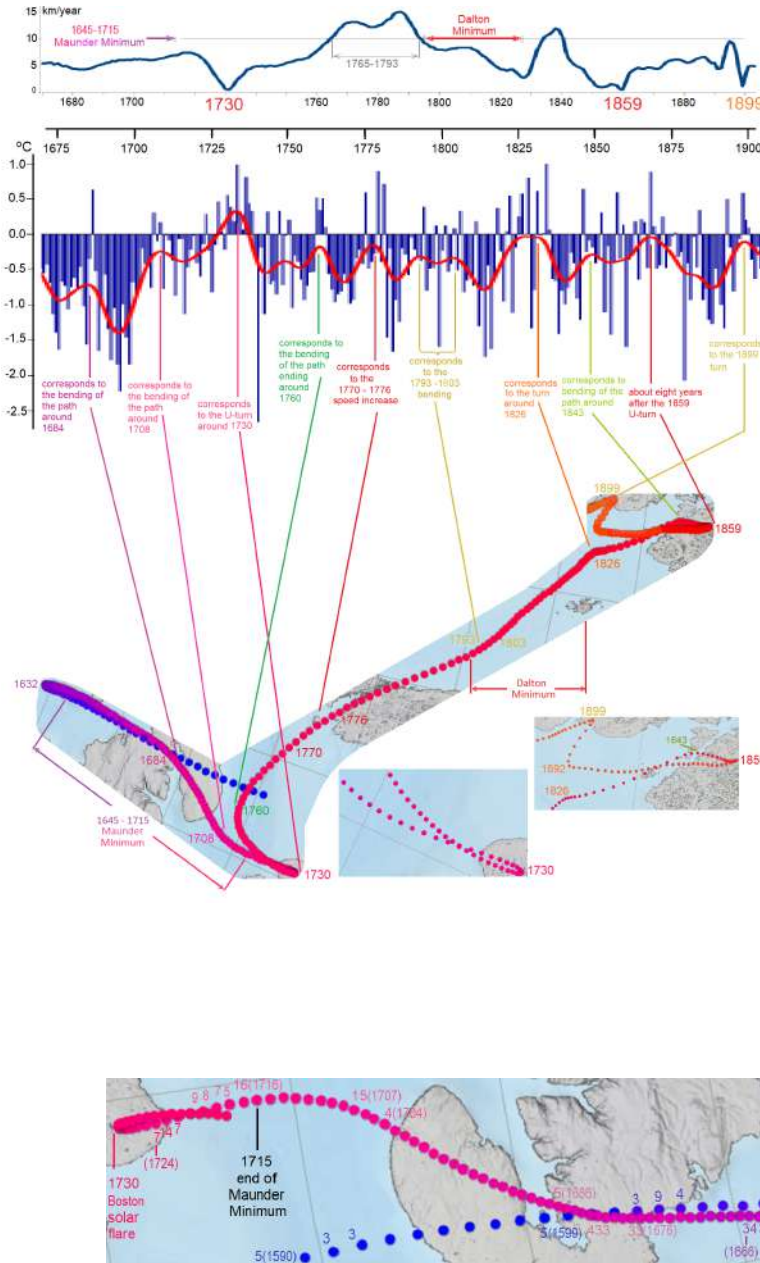 15 km/year
1645-1715
Maunder Minimum
Dalton
Minimum
10
5
0
1765-1793
1680 1700 1730 1760 1780 1800 1820 1840 1859 1880 1899
1675 1700 1725 1750 1775 1800 1825 1850 1875 1900
°C
1.0
0.5
0.0
-0.5
-1.0
-1.5
-2.0
-2.5
corresponds to
the bending of
the path
around
1684
corresponds to
the bending of
the path
around
1708
corresponds
to the U-turn
around 1730
corresponds to
the bending
of the path
ending
around
1760
corresponds
to the
1770 - 1776
speed increase
corresponds
to the
1793 -1803
bending
corresponds
to the turn
around
1826
corresponds to
bending of the
path around
1843
about eight years
after the 1859
U-turn
corresponds
to the 1899
turn
1899
1859
1826
1793
1803
Dalton
Minimum
1632
1776
1770
1684
1760
1708
1645 - 1715
Maunder
Minimum
1730
1730
1899
1843
1892
1826
185
9 8 7 5 16(1716)
15(1707)
4(1704)
7 4 7
(1724)
1730
Boston
solar
flare
1715
end of
Maunder
Minimum
6(1686)
3 9 4
433
33(1676)
34
(1666)
5(1599)
3 3
5(1590)